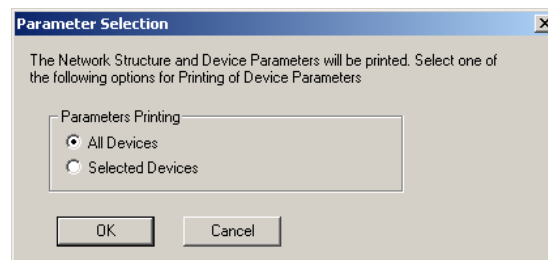 Parameter Selection
The Network Structure and Device Parameters will be printed. Select one of
the following options for Printing of Device Parameters
Parameters Printing
All Devices
Selected Devices
OK
Cancel